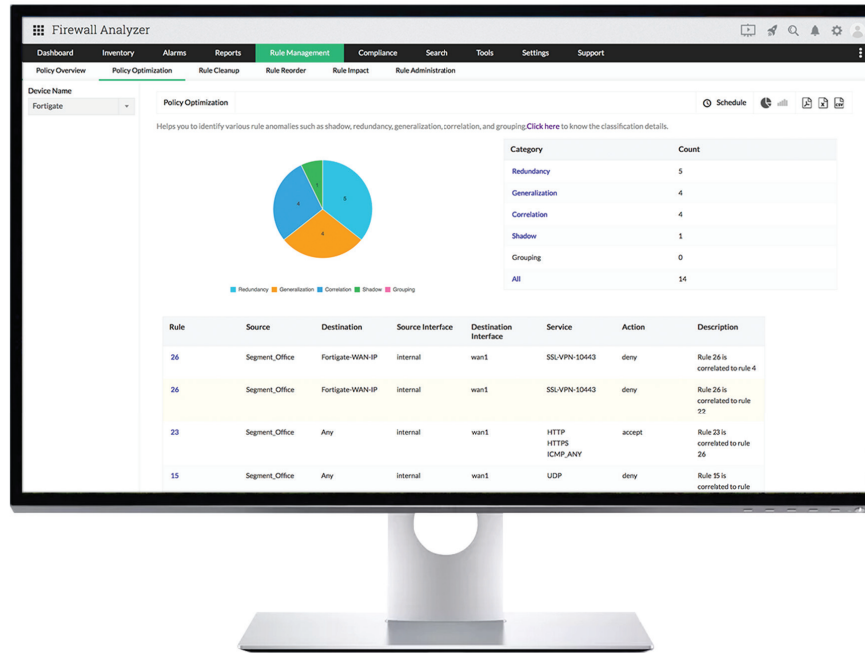 Firewall Analyzer
Dashboard Inventory Alarms Reports Rule Management Compliance Search Tools Settings Support
Policy Overview Policy Optimization Rule Cleanup Rule Reorder Rule Impact Rule Administration
Device Name
Fortigate
Policy Optimization
Schedule
Helps you to identify various rule anomalies such as shadow, redundancy, generalization,correlation, and grouping.Click here to know the classification details.
5
4
4
1
Redundancy Generalization Correlation Shadow Grouping
Category Count
Redundancy 5
Generalization 4
Correlation 4
Shadow 1
Grouping 0
All 14
Rule Source Destination Source Interface Destination Interface Service Action Description
26 Segment_Office Fortigate-WAN-IP internal wan1 SSL-VPN-10443 deny Rule 26 is
correlated to rule 4
26 Segment_Office Fortigate-WAN-IP internal wan1 SSL-VPN-10443 deny Rule 26 is
correlated to rule
22
23 Segment_Office Any internal wan1 HTTP accept Rule 23 is
HTTPS correlated to rule
ICMP_ANY 26
15 Segment_Office Any internal wan1 UDP deny Rule 15 is
correlated to rule